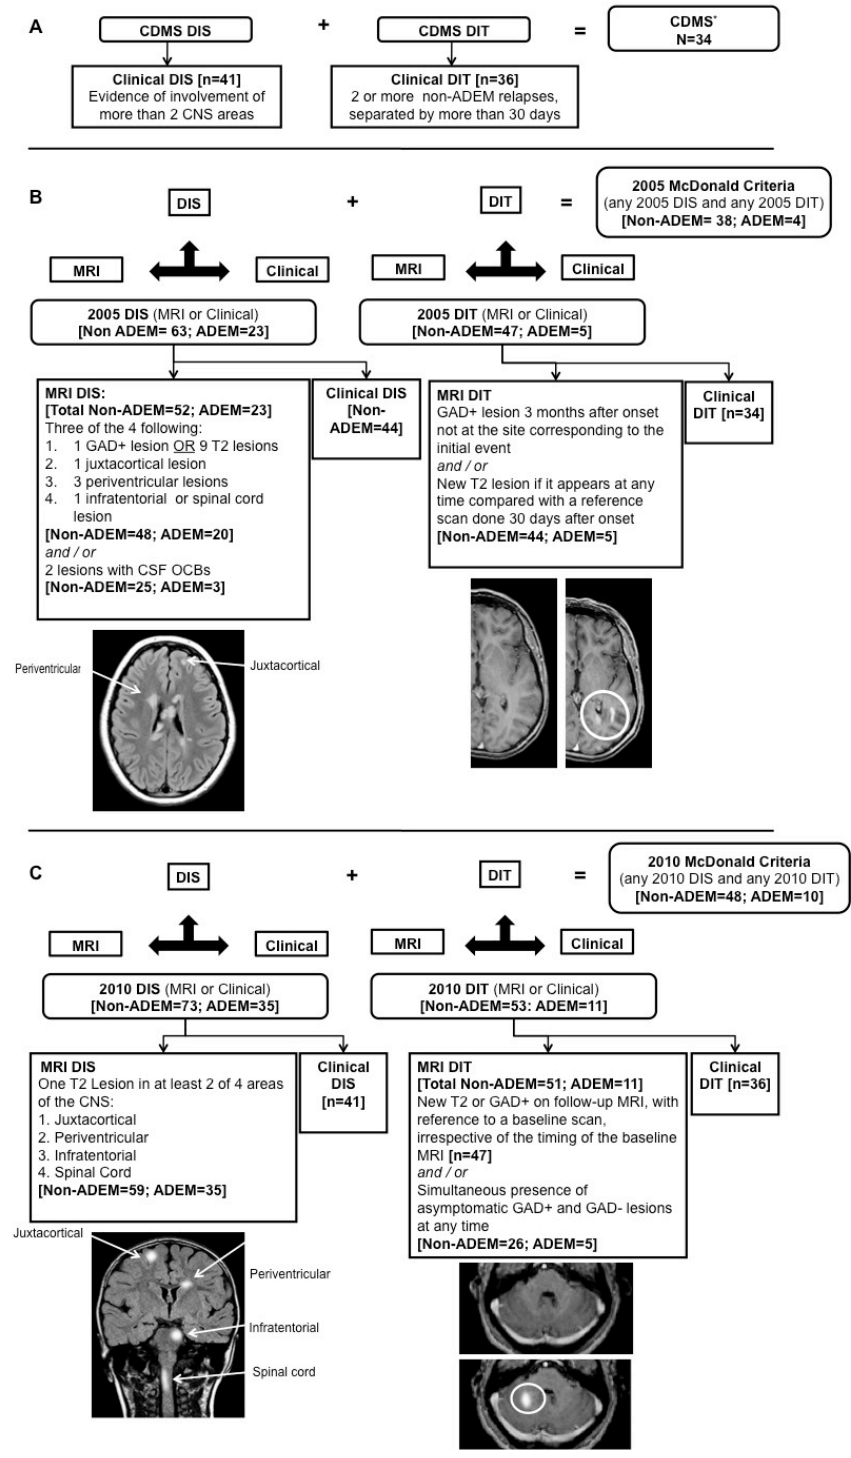 A
CDMS DIS
+
CDMS DIT
=
CDMS*
N=34
Clinical DIS [n=41]
Evidence of involvement of
more than 2 CNS areas
Clinical DIT [n=36]
2 or more non-ADEM relapses,
separated by more than 30 days
B
DIS
+
DIT
=
2005 McDonald Criteria
(any 2005 DIS and any 2005 DIT)
[Non-ADEM= 38; ADEM=4]
MRI
Clinical
MRI
Clinical
2005 DIS (MRI or Clinical)
[Non ADEM= 63; ADEM=23]
2005 DIT (MRI or Clinical)
[Non-ADEM=47; ADEM=5]
MRI DIS:
[Total Non-ADEM=52; ADEM=23]
Three of the 4 following:
1. 1 GAD+ lesion OR 9 T2 lesions
2. 1 juxtacortical lesion
3. 3 periventricular lesions
4. 1 infratentorial or spinal cord
lesion
[Non-ADEM=48; ADEM=20]
and / or
2 lesions with CSF OCBs
[Non-ADEM=25; ADEM=3]
Clinical DIS
[Non-
ADEM=44]
MRI DIT
GAD+ lesion 3 months after onset
not at the site corresponding to the
initial event
and / or
New T2 lesion if it appears at any
time compared with a reference
scan done 30 days after onset
[Non-ADEM=44; ADEM=5]
Clinical
DIT [n=34]
Periventricular
Juxtacortical
C
DIS
+
DIT
=
2010 McDonald Criteria
(any 2010 DIS and any 2010 DIT)
[Non-ADEM=48; ADEM=10]
MRI
Clinical
MRI
Clinical
2010 DIS (MRI or Clinical)
[Non-ADEM=73; ADEM=35]
2010 DIT (MRI or Clinical)
[Non-ADEM=53: ADEM=11]
MRI DIS
One T2 Lesion in at least 2 of 4 areas
of the CNS:
1. Juxtacortical
2. Periventricular
3. Infratentorial
4. Spinal Cord
[Non-ADEM=59; ADEM=35]
Clinical
DIS
[n=41]
MRI DIT
[Total Non-ADEM=51; ADEM=11]
New T2 or GAD+ on follow-up MRI, with
reference to a baseline scan,
irrespective of the timing of the baseline
MRI [n=47]
and / or
Simultaneous presence of
asymptomatic GAD+ and GAD- lesions
at any time
[Non-ADEM=26; ADEM=5]
Clinical
DIT [n=36]
Juxtacortical
Periventricular
Infratentorial
Spinal cord